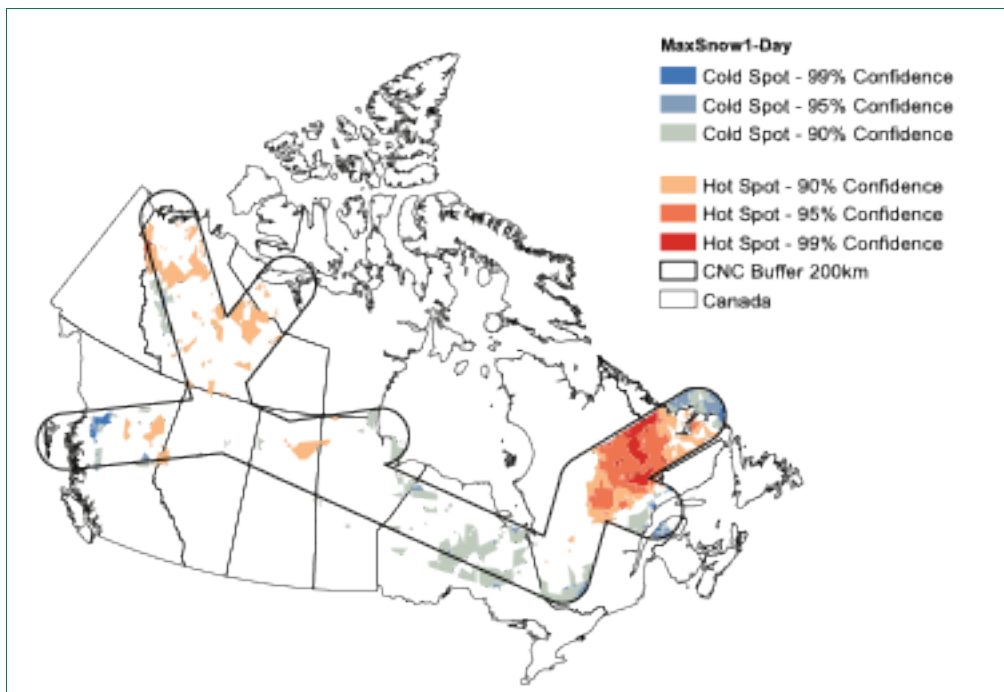 MaxSnow1-Day
Cold Spot - 99% Confidence
Cold Spot - 95% Confidence
Cold Spot - 90% Confidence
Hot Spot - 90% Confidence
Hot Spot - 95% Confidence
Hot Spot - 99% Confidence
CNC Buffer 200km
Canada